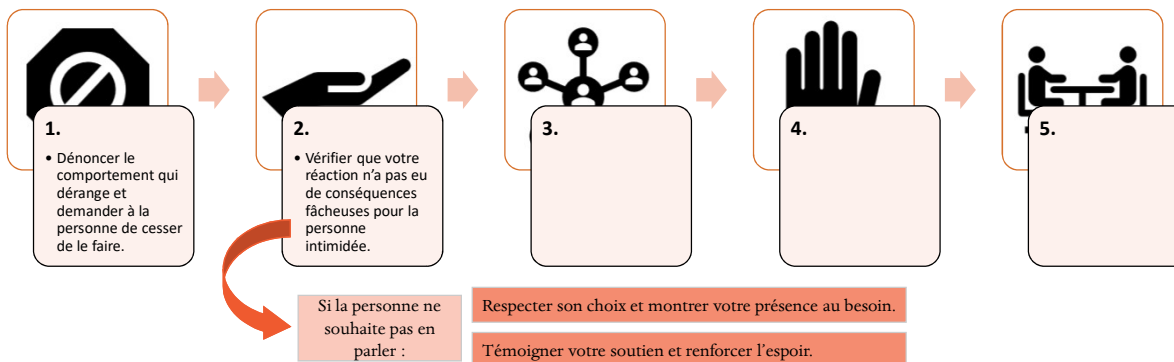 1.
• Dénoncer le
comportement qui
dérange et
demander à la
personne de cesser
de le faire.
2.
• Vérifier que votre
réaction n'a pas eu
de conséquences
fâcheuses pour la
personne
intimidée.
3.
4.
5.
Si la personne ne
souhaite pas en
parler :
Respecter son choix et montrer votre présence au besoin.
Témoigner votre soutien et renforcer l'espoir.